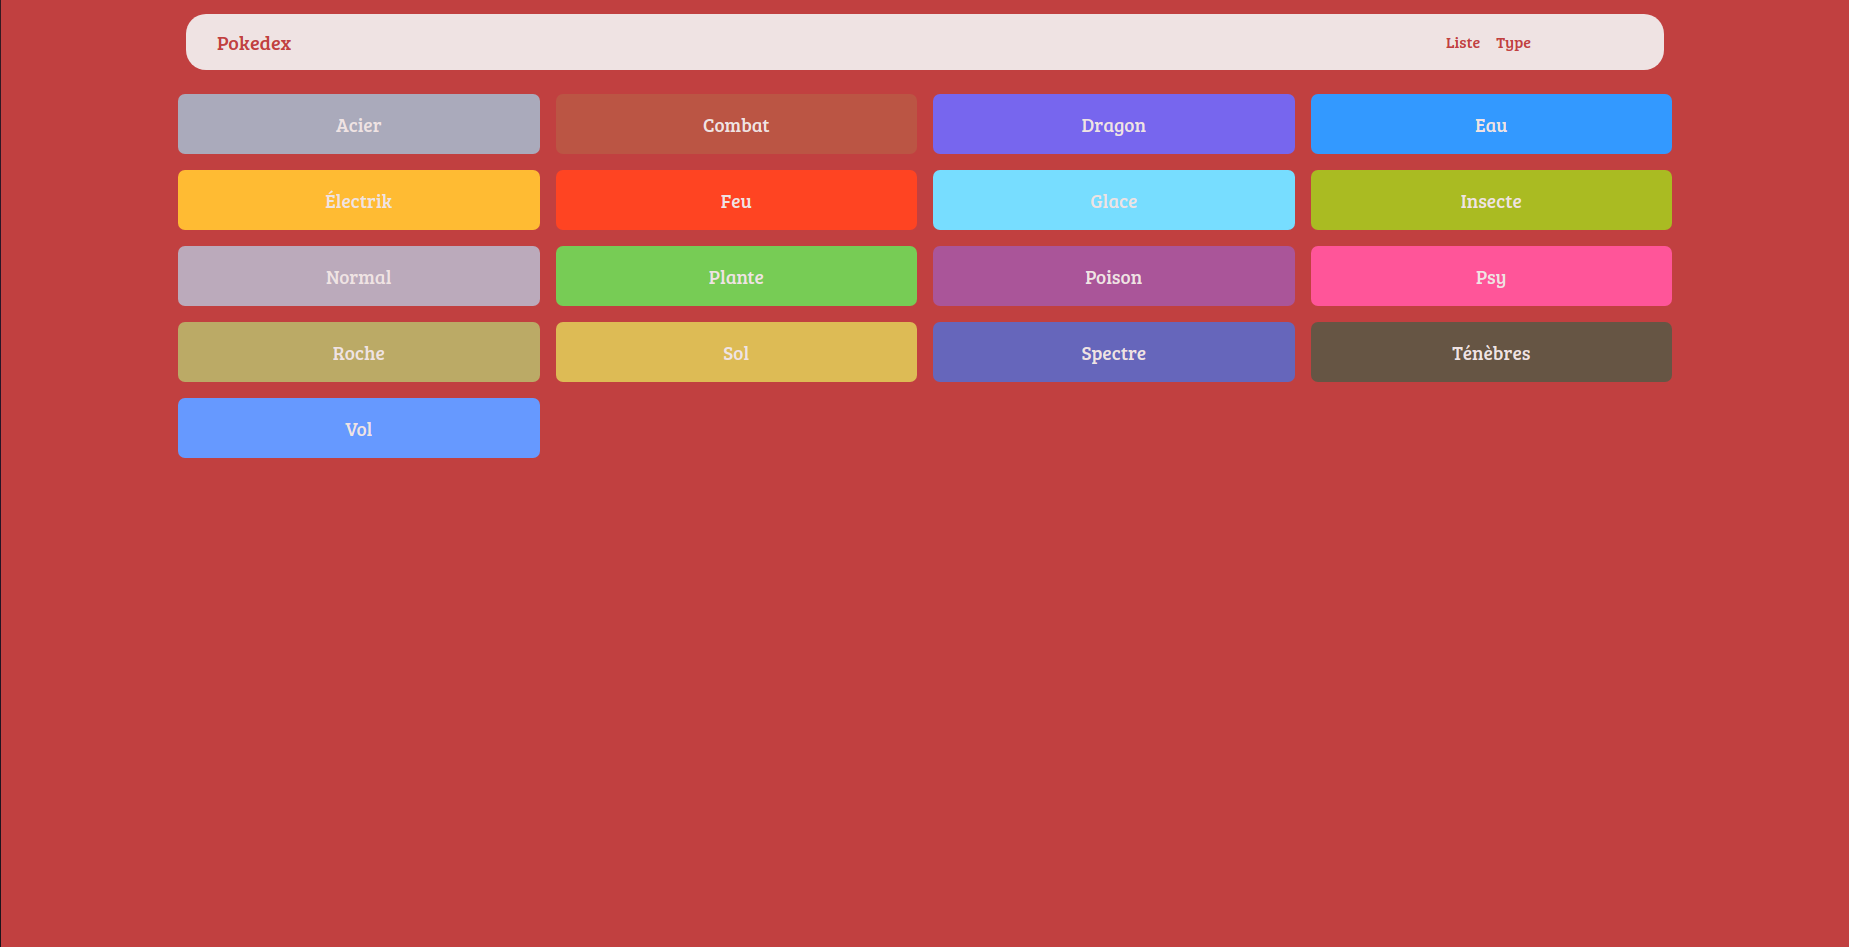 Pokedex Liste Type
Acier Combat Dragon Eau
Électrik Feu Glace Insecte
Normal Plante Poison Psy
Roche Sol Spectre Ténèbres
Vol